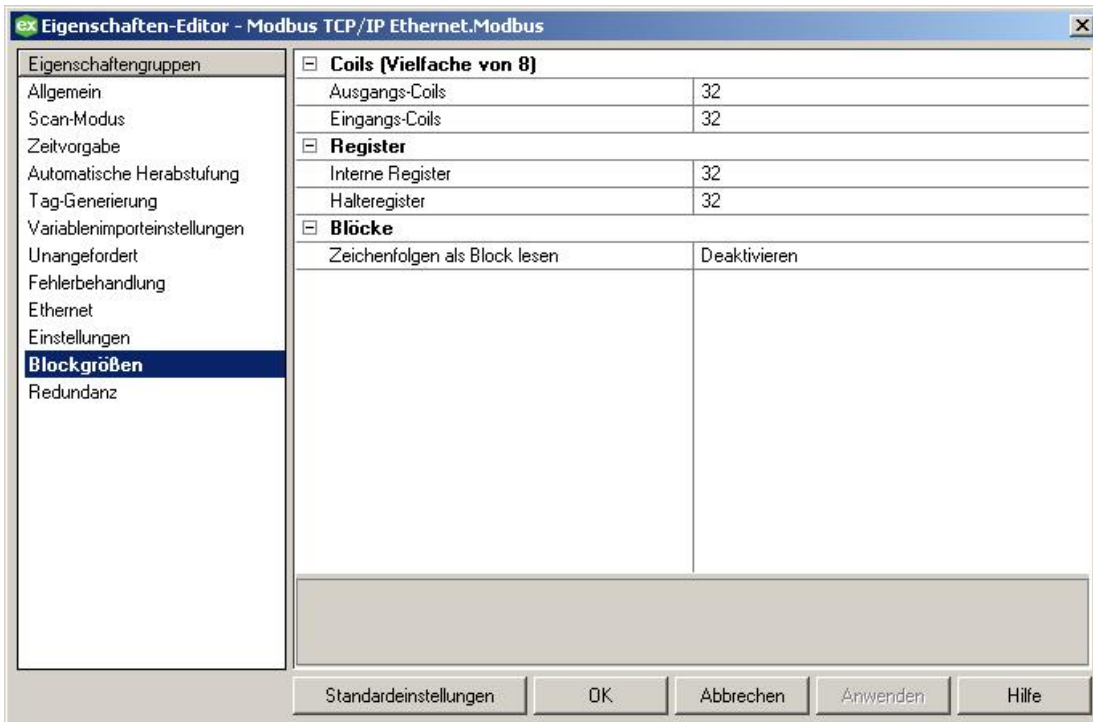 ex Eigenschaften-Editor - Modbus TCP/IP Ethernet.Modbus
Eigenschaftengruppen
Allgemein
Scan-Modus
Zeitvorgabe
Automatische Herabstufung
Tag-Generierung
Variablenimporteinstellungen
Unangefordert
Fehlerbehandlung
Ethernet
Einstellungen
Blockgrößen
Redundanz
Coils (Vielfache von 8)
Ausgangs-Coils 32
Eingangs-Coils 32
Register
Interne Register 32
Halteregister 32
Blöcke
Zeichenfolgen als Block lesen Deaktivieren
Standardeinstellungen OK Abbrechen Anwenden Hilfe